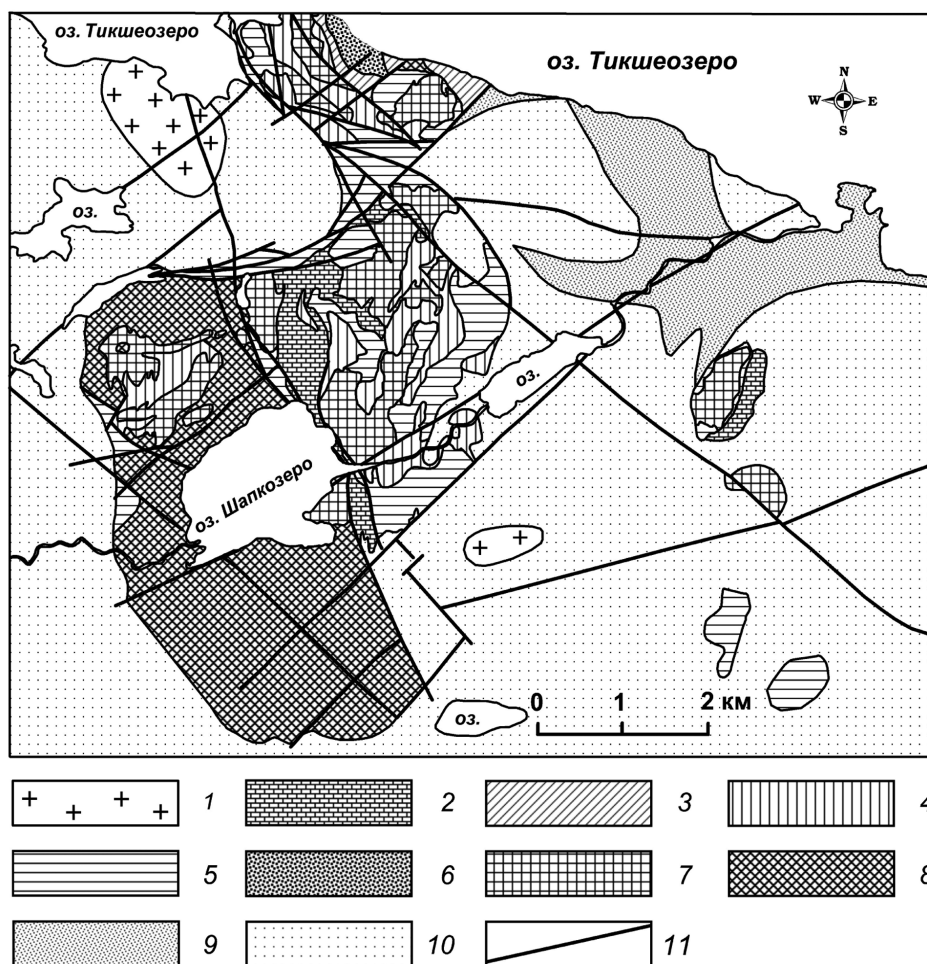 оз. Тикшеозеро
оз. Тикшеозеро
N
W E
S
оз.
оз.
оз. Шапкозеро
оз.
0 1 2 км
1 2 3 4
5 6 7 8
9 10 11